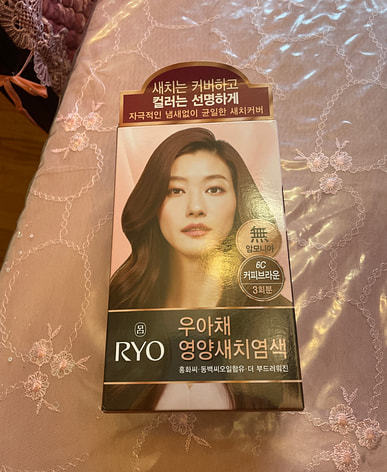 새치는 커버하고
컬러는 선명하게
자극적인 냄새없이 균일한 새치커버
無
암모니아
6C
커피브라운
3회분
呂
RYO
우아채
영양새치염색
홍화씨·동백씨오일함유·더 부드러워진